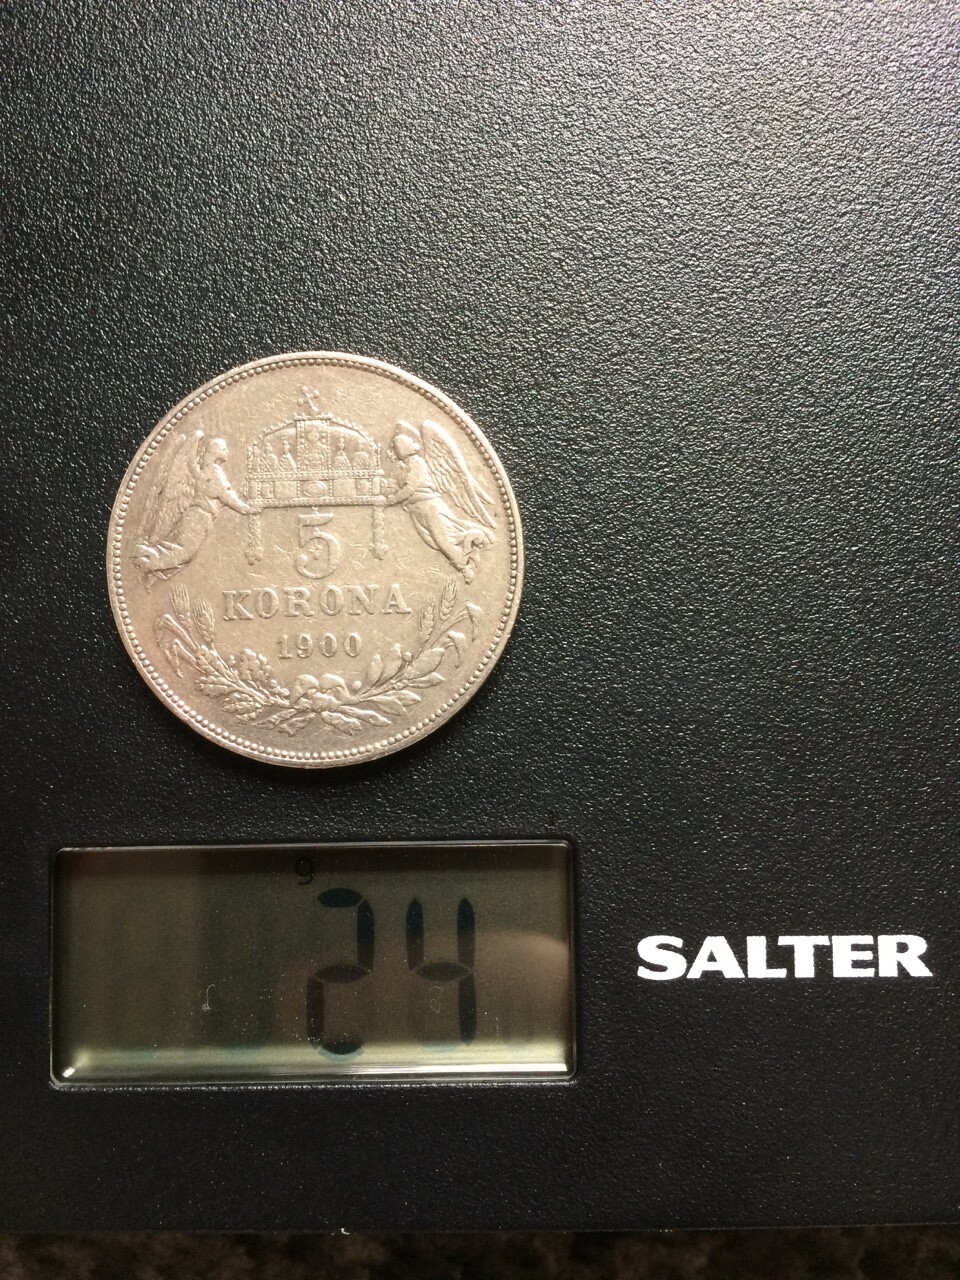 5
KORONA
1900
g
24
SALTER